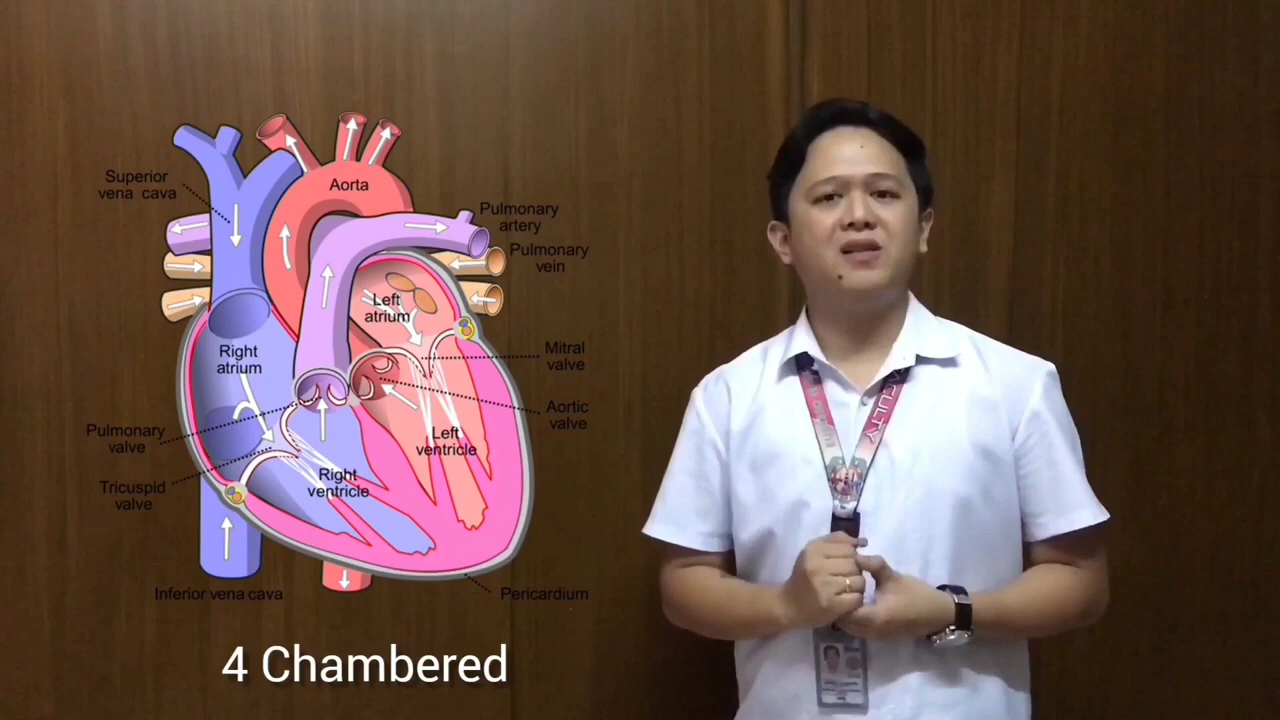 Superior
vena cava
Aorta
Pulmonary
artery
Pulmonary
vein
Left
atrium
Right
atrium
Mitral
valve
Aortic
valve
Pulmonary
valve
Left
ventricle
Right
ventricle
Tricuspid
valve
Inferior vena cava
Pericardium
4 Chambered
FACULTY